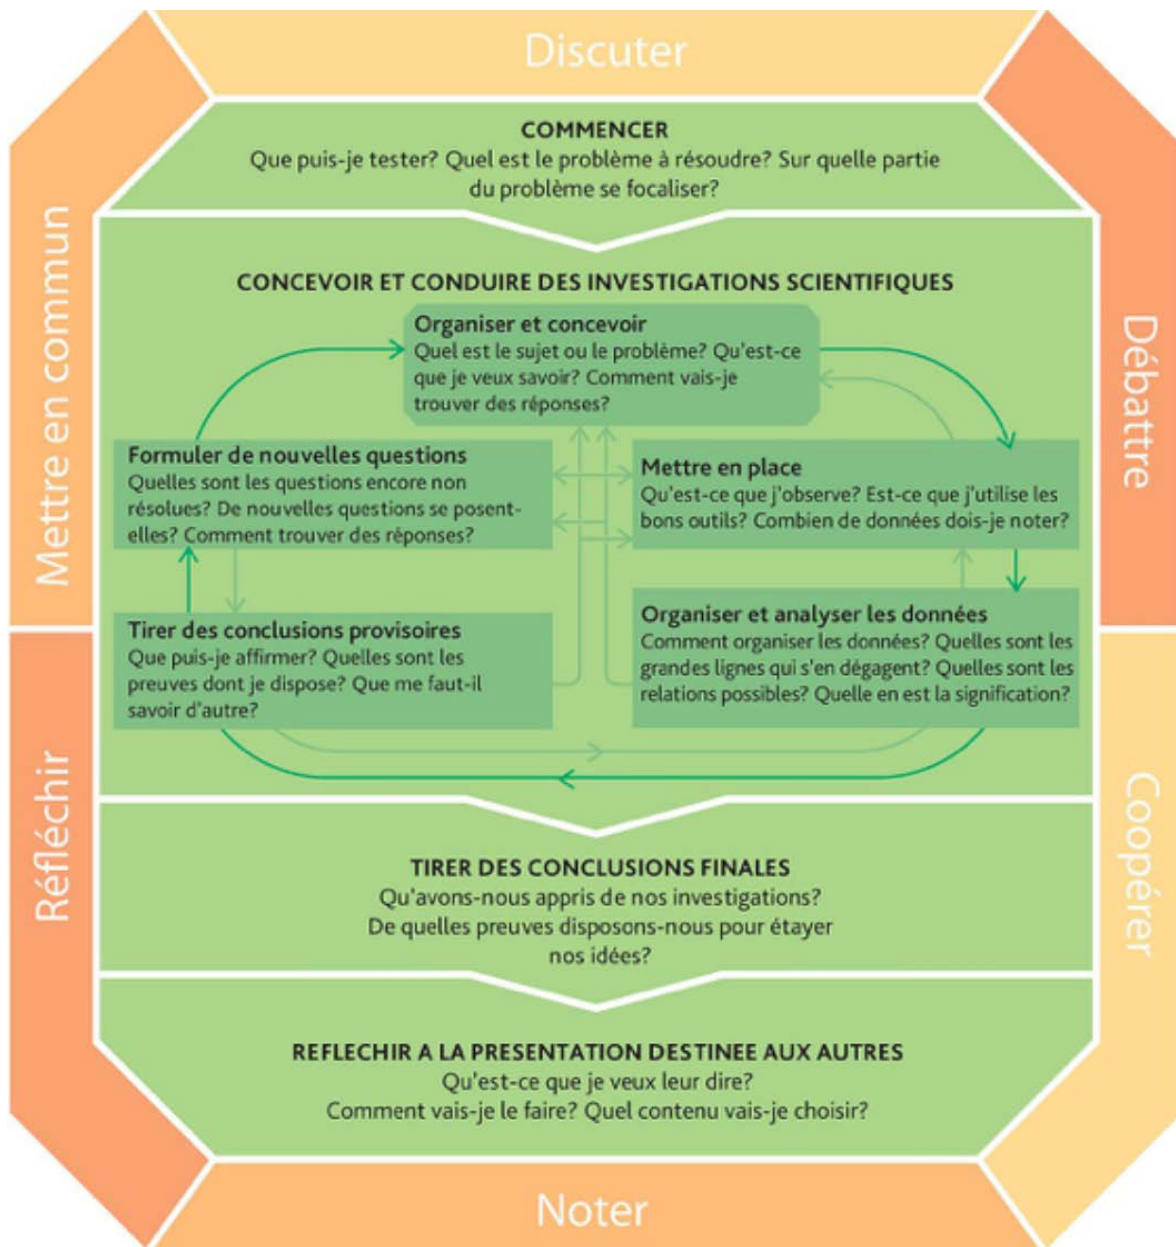 Discuter
COMMENCER
Que puis-je tester? Quel est le problème à résoudre? Sur quelle partie
du problème se focaliser?
Mettre en commun
Débattre
CONCEVOIR ET CONDUIRE DES INVESTIGATIONS SCIENTIFIQUES
Organiser et concevoir
Quel est le sujet ou le problème? Qu'est-ce
que je veux savoir? Comment vais-je
trouver des réponses?
Formuler de nouvelles questions
Quelles sont les questions encore non
résolues? De nouvelles questions se posent-
elles? Comment trouver des réponses?
Mettre en place
Qu'est-ce que j'observe? Est-ce que j'utilise les
bons outils? Combien de données dois-je noter?
Tirer des conclusions provisoires
Que puis-je affirmer? Quelles sont les
preuves dont je dispose? Que me faut-il
savoir d'autre?
Organiser et analyser les données
Comment organiser les données? Quelles sont les
grandes lignes qui s'en dégagent? Quelles sont les
relations possibles? Quelle en est la signification?
Réfléchir
Coopérer
TIRER DES CONCLUSIONS FINALES
Qu'avons-nous appris de nos investigations?
De quelles preuves disposons-nous pour étayer
nos idées?
REFLECHIR A LA PRESENTATION DESTINEE AUX AUTRES
Qu'est-ce que je veux leur dire?
Comment vais-je le faire? Quel contenu vais-je choisir?
Noter